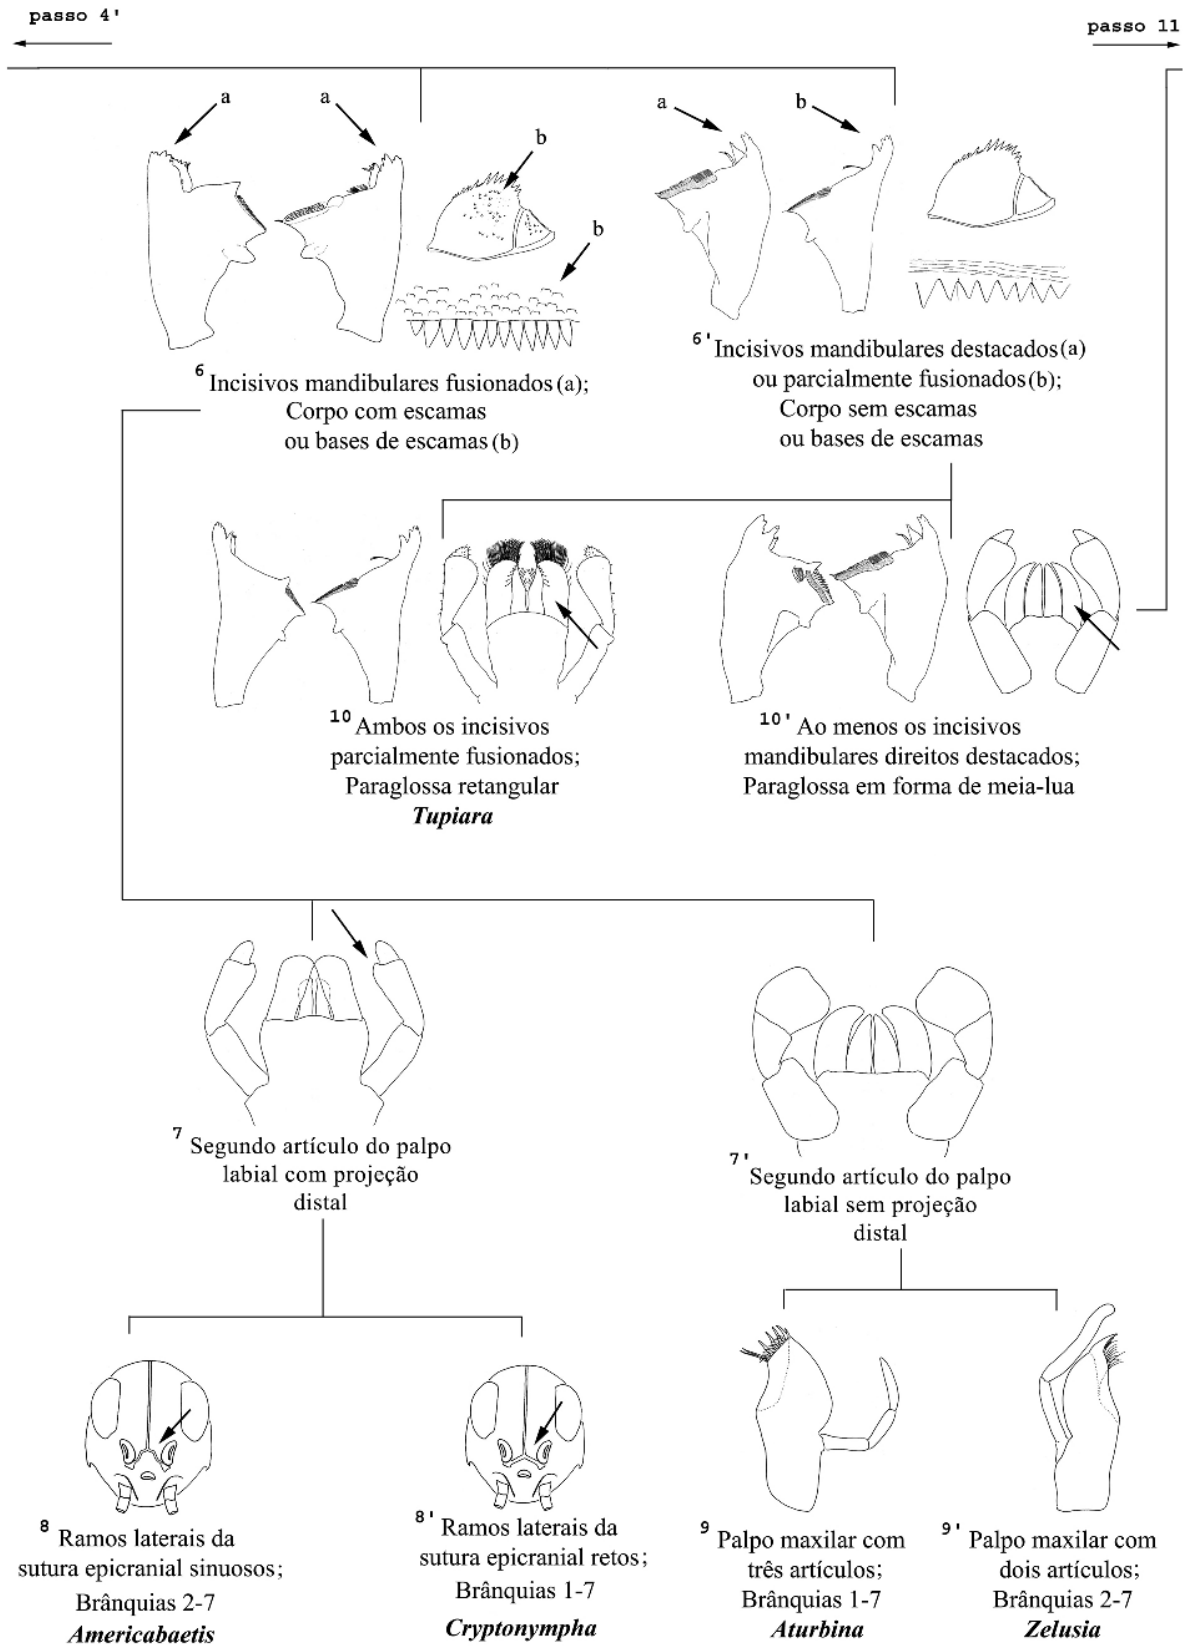 passo 4'
passo 11
a
a
b
b
a
b
6 Incisivos mandibulares fusionados (a);
Corpo com escamas
ou bases de escamas (b)
6' Incisivos mandibulares destacados (a)
ou parcialmente fusionados (b);
Corpo sem escamas
ou bases de escamas
10 Ambos os incisivos
parcialmente fusionados;
Paraglossa retangular
Tupiara
10' Ao menos os incisivos
mandibulares direitos destacados;
Paraglossa em forma de meia-lua
7 Segundo artículo do palpo
labial com projeção
distal
7' Segundo artículo do palpo
labial sem projeção
distal
8 Ramos laterais da
sutura epicranial sinuosos;
Brânquias 2-7
Americabaetis
8' Ramos laterais da
sutura epicranial retos;
Brânquias 1-7
Cryptonympha
9 Palpo maxilar com
três artículos;
Brânquias 1-7
Aturbina
9' Palpo maxilar com
dois artículos;
Brânquias 2-7
Zelusia